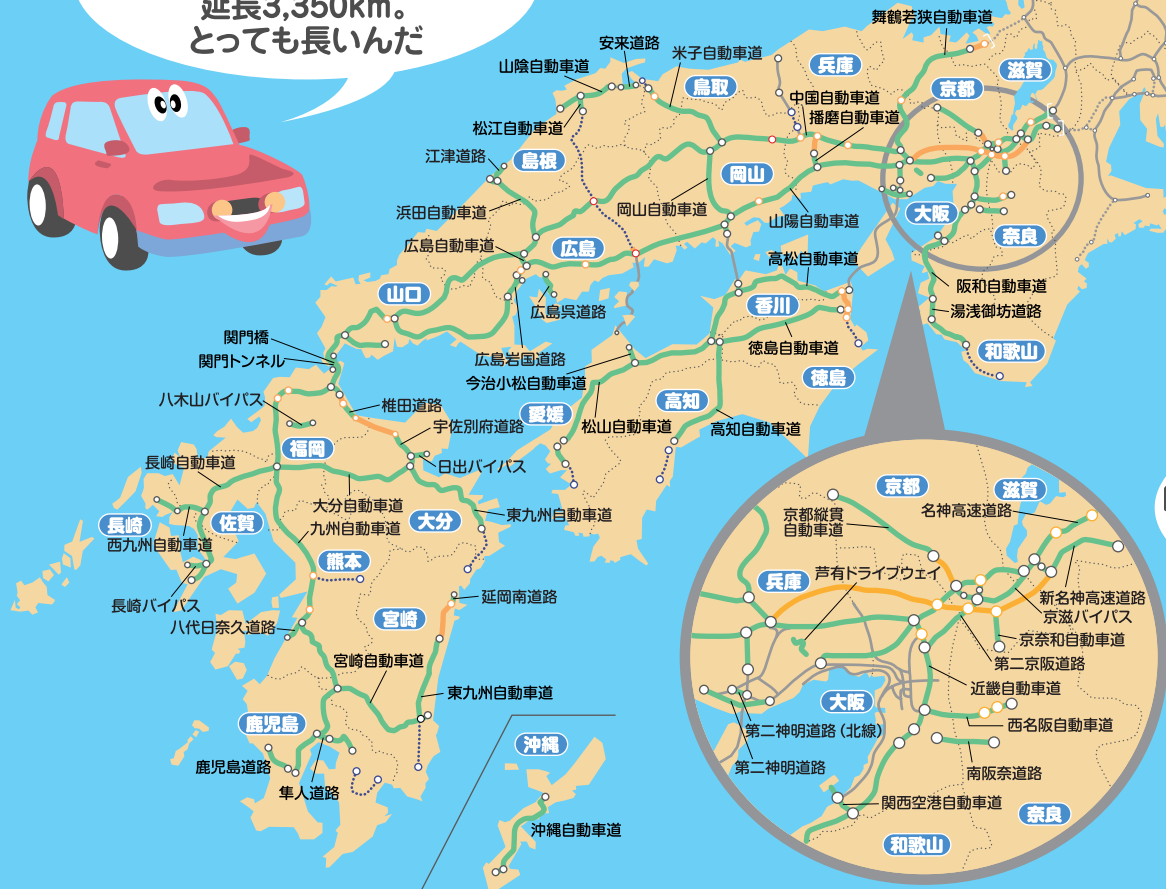 延長3,350km。
とっても長いんだ
舞鶴若狭自動車道
安来道路
米子自動車道
山陰自動車道
兵庫
滋賀
鳥取
京都
中国自動車道
播磨自動車道
松江自動車道
江津道路
島根
岡山
浜田自動車道
岡山自動車道
山陽自動車道
大阪
奈良
広島自動車道
広島
高松自動車道
阪和自動車道
山口
香川
広島呉道路
湯浅御坊道路
関門橋
関門トンネル
広島岩国道路
徳島自動車道
和歌山
今治小松自動車道
徳島
八木山バイパス
椎田道路
愛媛
高知
宇佐別府道路
松山自動車道
高知自動車道
福岡
長崎自動車道
日出バイパス
大分自動車道
長崎
佐賀
九州自動車道
大分
東九州自動車道
西九州自動車道
熊本
長崎バイパス
延岡南道路
八代日奈久道路
宮崎
宮崎自動車道
東九州自動車道
鹿児島
鹿児島道路
隼人道路
沖縄
沖縄自動車道
京都
滋賀
名神高速道路
京都縦貫
自動車道
兵庫
芦有ドライブウェイ
新名神高速道路
京滋バイパス
京奈和自動車道
第二京阪道路
近畿自動車道
大阪
西名阪自動車道
第二神明道路（北線）
第二神明道路
南阪奈道路
関西空港自動車道
奈良
和歌山